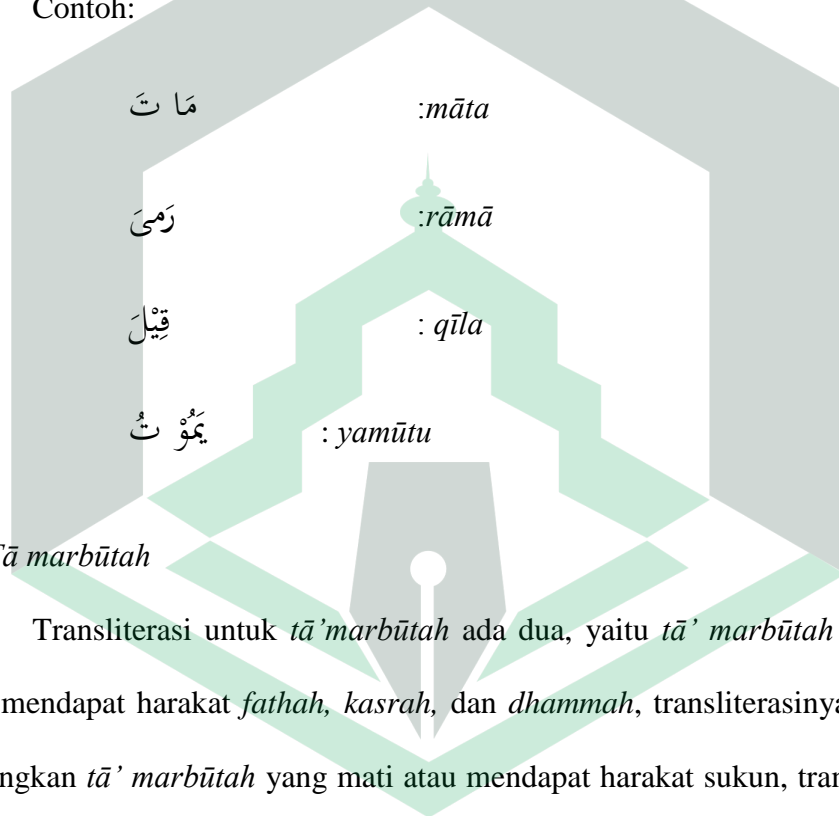 Contoh:
مَا تَ :māta
رَمىَ :rāmā
قِيْلَ : qīla
يَمُوْ تُ : yamūtu
Tā marbūtah
Transliterasi untuk tā’marbūtah ada dua, yaitu tā’ marbūtah
mendapat harakat fathah, kasrah, dan dhammah, transliterasinya
ngkan tā’ marbūtah yang mati atau mendapat harakat sukun, tran